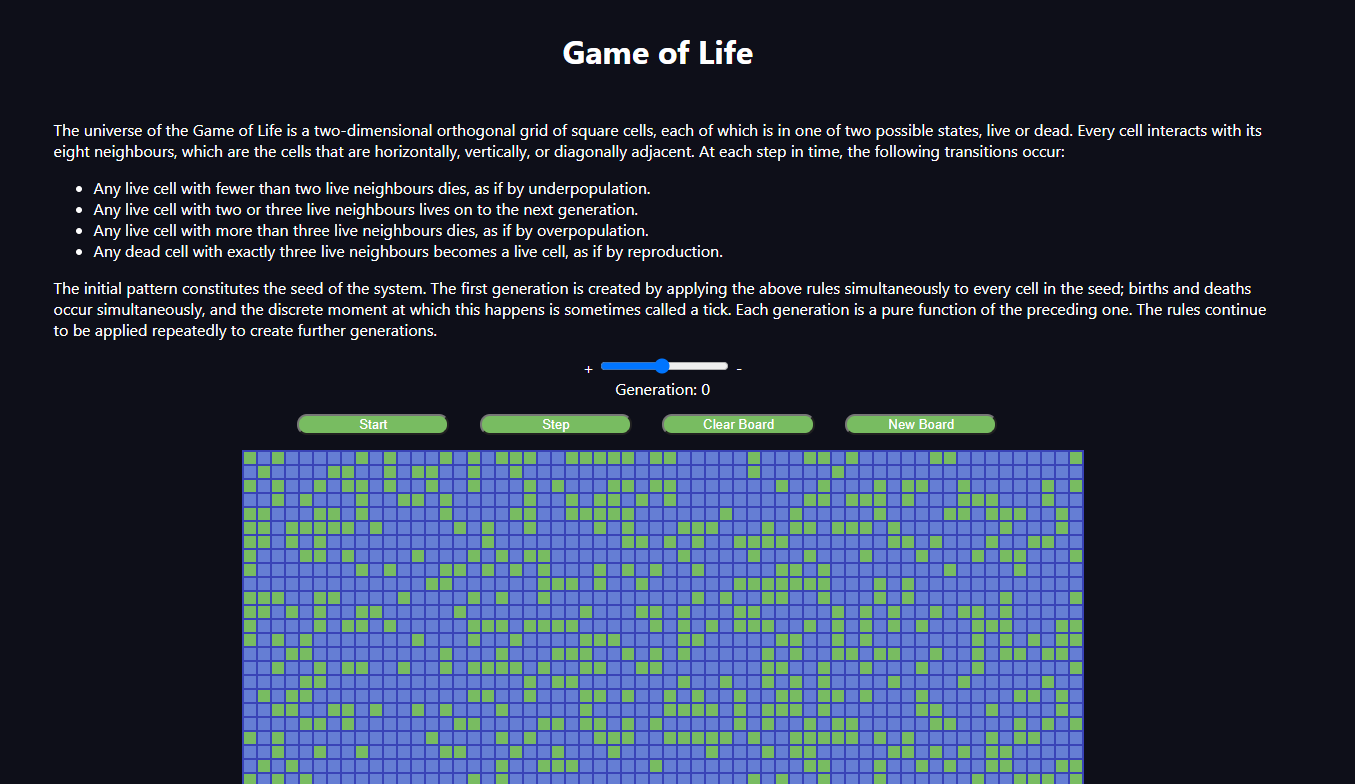 Game of Life
The universe of the Game of Life is a two-dimensional orthogonal grid of square cells, each of which is in one of two possible states, live or dead. Every cell interacts with its
eight neighbours, which are the cells that are horizontally, vertically, or diagonally adjacent. At each step in time, the following transitions occur:
• Any live cell with fewer than two live neighbours dies, as if by underpopulation.
• Any live cell with two or three live neighbours lives on to the next generation.
• Any live cell with more than three live neighbours dies, as if by overpopulation.
• Any dead cell with exactly three live neighbours becomes a live cell, as if by reproduction.
The initial pattern constitutes the seed of the system. The first generation is created by applying the above rules simultaneously to every cell in the seed; births and deaths
occur simultaneously, and the discrete moment at which this happens is sometimes called a tick. Each generation is a pure function of the preceding one. The rules continue
to be applied repeatedly to create further generations.
+ -
Generation: 0
Start Step Clear Board New Board